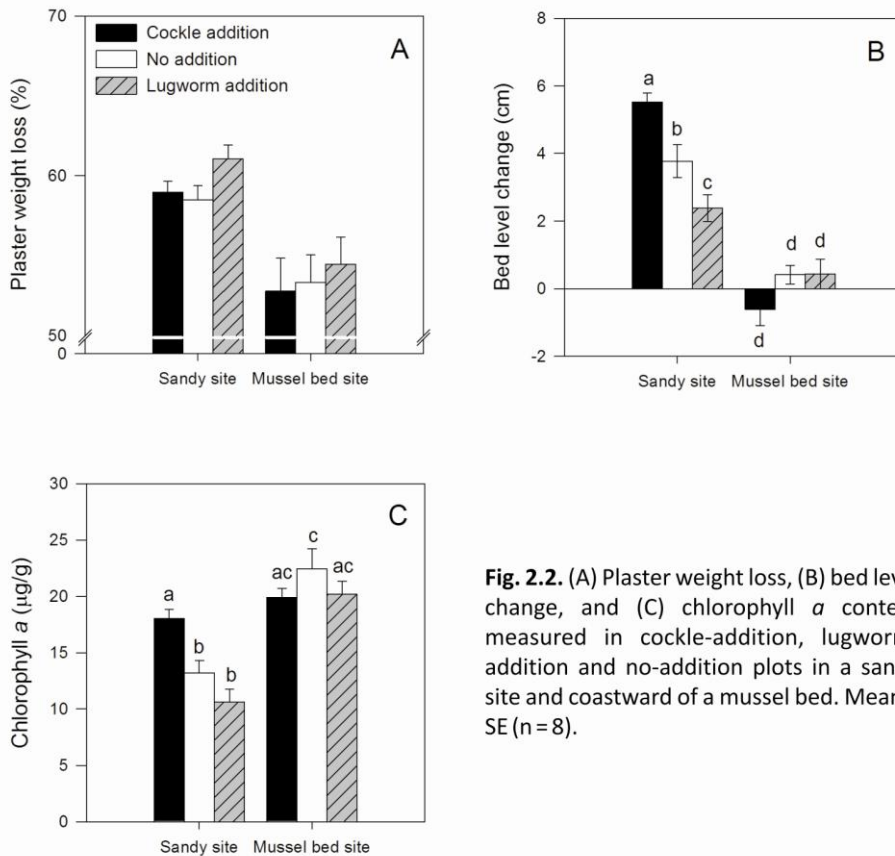 70
60
50
0
Plaster weight loss (%)
Cockle addition
No addition
Lugworm addition
A
Sandy site Mussel bed site
8
6
4
2
0
-2
Bed level change (cm)
B
a
b
c
d
d
d
Sandy site Mussel bed site
30
25
20
15
10
5
0
Chlorophyll a (µg/g)
C
a
b
b
ac
c
ac
Sandy site Mussel bed site
Fig. 2.2. (A) Plaster weight loss, (B) bed lev
change, and (C) chlorophyll a conte
measured in cockle-addition, lugworm
addition and no-addition plots in a san
site and coastward of a mussel bed. Mean
SE (n = 8).